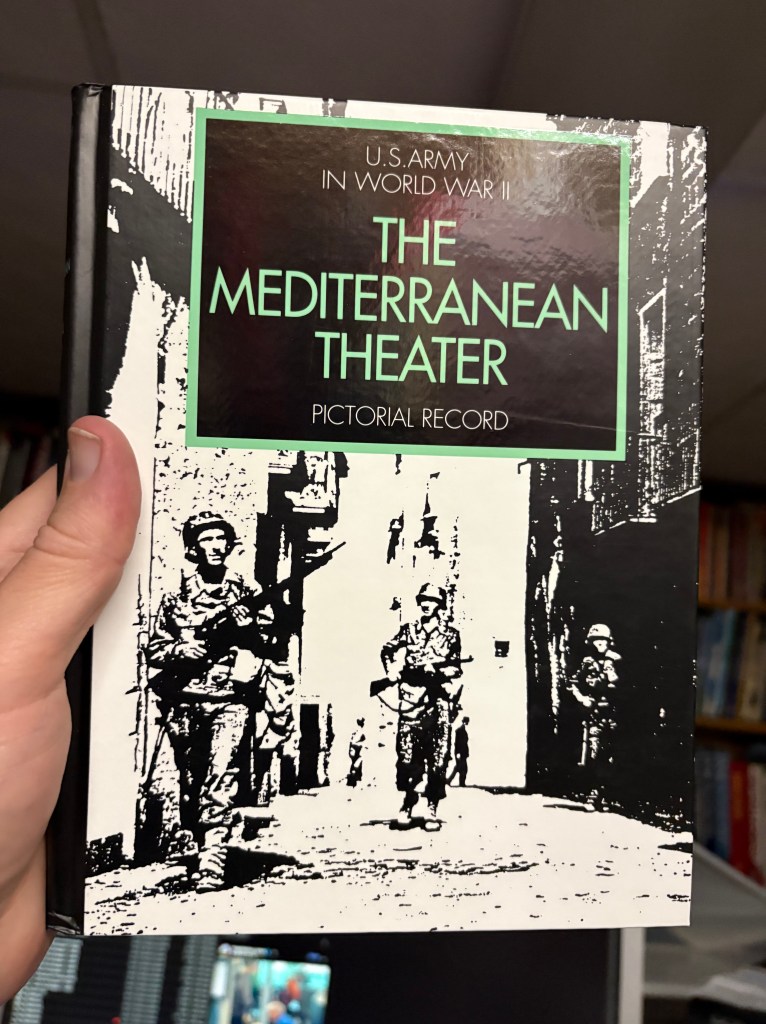 U.S.ARMY
IN WORLD WAR II
THE
MEDITERRANEAN
THEATER
PICTORIAL RECORD